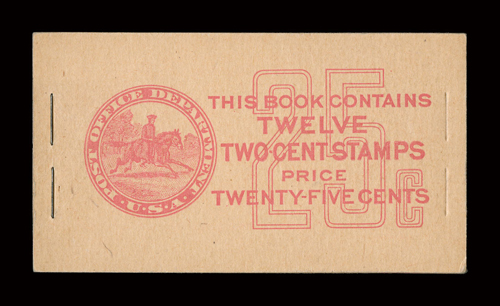 POST OFFICE DEPARTMENT
U.S.A.
25c
THIS BOOK CONTAINS
TWELVE
TWO-CENT STAMPS
PRICE
TWENTY-FIVE CENTS